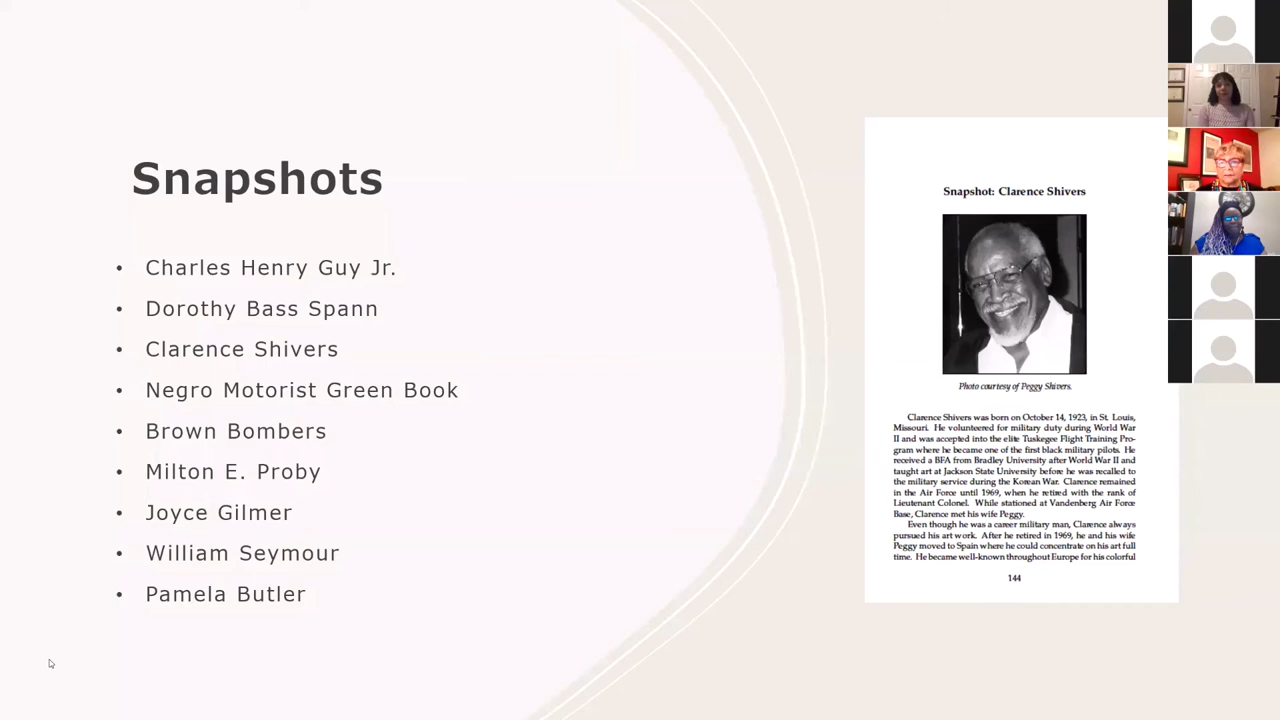 Snapshots
• Charles Henry Guy Jr.
• Dorothy Bass Spann
• Clarence Shivers
• Negro Motorist Green Book
• Brown Bombers
• Milton E. Proby
• Joyce Gilmer
• William Seymour
• Pamela Butler
Snapshot: Clarence Shivers
Photo courtesy of Peggy Shivers.
Clarence Shivers was born on October 14, 1923, in St. Louis,
Missouri. He volunteered for military duty during World War
II and was accepted into the elite Tuskegee Flight Training Pro-
gram where he became one of the first black military pilots. He
received a BFA from Bradley University after World War II and
taught art at Jackson State University before he was recalled to
the military service during the Korean War. Clarence remained
in the Air Force until 1969, when he retired with the rank of
Lieutenant Colonel. While stationed at Vandenberg Air Force
Base, Clarence met his wife Peggy.
Even though he was a career military man, Clarence always
pursued his art work. After he retired in 1969, he and his wife
Peggy moved to Spain where he could concentrate on his art full
time. He became well-known throughout Europe for his colorful
144